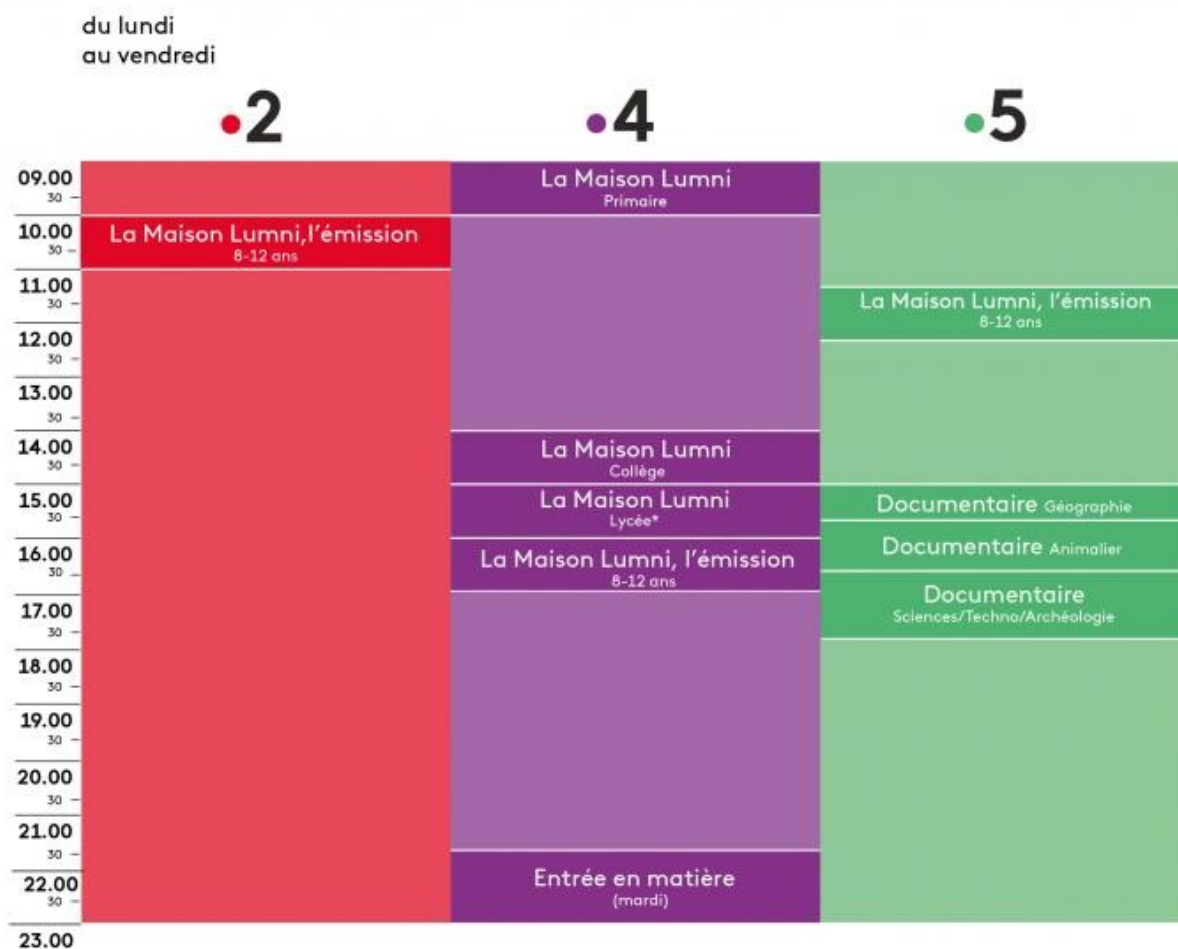 du lundi
au vendredi
2
4
5
09.00
30
10.00
30
11.00
30
12.00
30
13.00
30
14.00
30
15.00
30
16.00
30
17.00
30
18.00
30
19.00
30
20.00
30
21.00
30
22.00
30
23.00
La Maison Lumni,l'émission
8-12 ans
La Maison Lumni
Primaire
La Maison Lumni
Collège
La Maison Lumni
Lycée*
La Maison Lumni, l'émission
8-12 ans
Entrée en matière
(mardi)
La Maison Lumni, l'émission
8-12 ans
Documentaire Géographie
Documentaire Animalier
Documentaire
Sciences/Techno/Archéologie